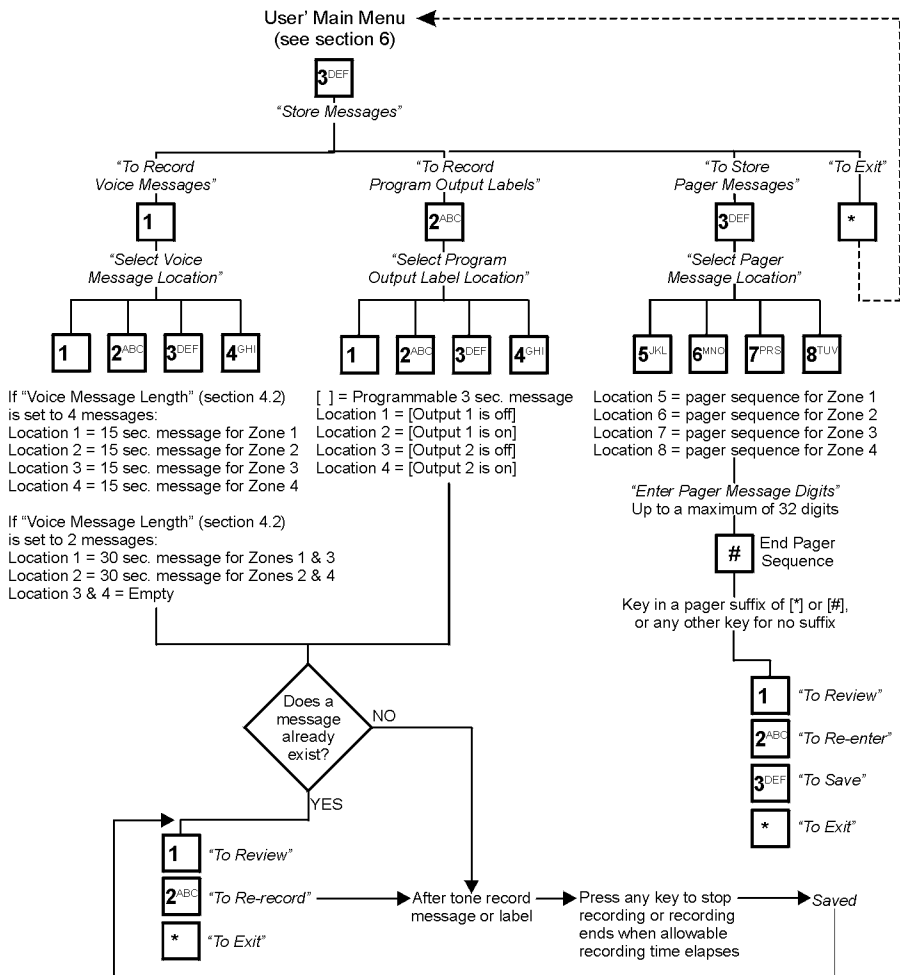 User' Main Menu
(see section 6)
3DEF
“Store Messages”
“To Record
Voice Messages”
1
“Select Voice
Message Location”
1
2ABC
3DEF
4GHI
If “Voice Message Length” (section 4.2)
is set to 4 messages:
Location 1 = 15 sec. message for Zone 1
Location 2 = 15 sec. message for Zone 2
Location 3 = 15 sec. message for Zone 3
Location 4 = 15 sec. message for Zone 4
If “Voice Message Length” (section 4.2)
is set to 2 messages:
Location 1 = 30 sec. message for Zones 1 & 3
Location 2 = 30 sec. message for Zones 2 & 4
Location 3 & 4 = Empty
“To Record
Program Output Labels”
2ABC
“Select Program
Output Label Location”
1
2ABC
3DEF
4GHI
[ ] = Programmable 3 sec. message
Location 1 = [Output 1 is off]
Location 2 = [Output 1 is on]
Location 3 = [Output 2 is off]
Location 4 = [Output 2 is on]
“To Store
Pager Messages”
3DEF
“Select Pager
Message Location”
5JKL
6MNO
7PRS
8TUV
Location 5 = pager sequence for Zone 1
Location 6 = pager sequence for Zone 2
Location 7 = pager sequence for Zone 3
Location 8 = pager sequence for Zone 4
“Enter Pager Message Digits”
Up to a maximum of 32 digits
#
End Pager
Sequence
Key in a pager suffix of [*] or [#],
or any other key for no suffix
1 “To Review”
2ABC “To Re-enter”
3DEF “To Save”
* “To Exit”
“To Exit”
*
Does a
message
already
exist?
NO
YES
1 “To Review”
2ABC “To Re-record”
* “To Exit”
After tone record
message or label
Press any key to stop
recording or recording
ends when allowable
recording time elapses
Saved